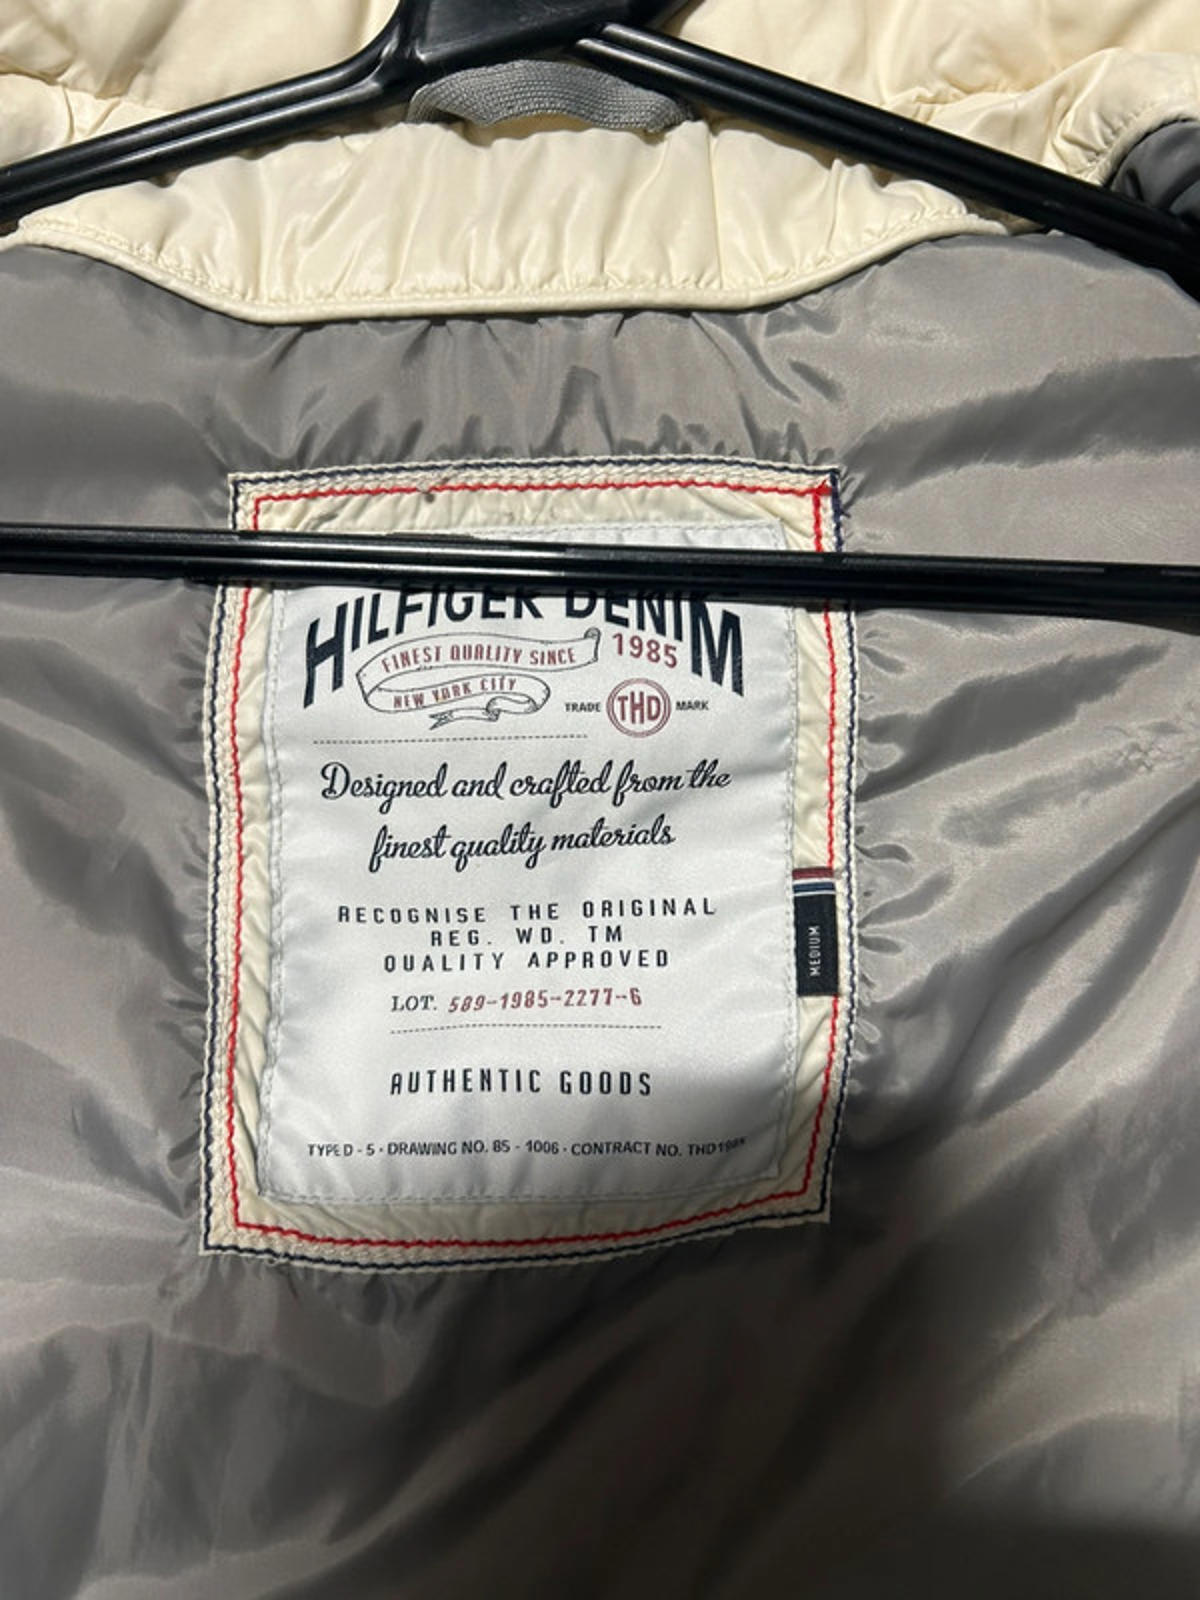 HILFIGER DENIM
FINEST QUALITY SINCE 1985
NEW YARK CITY
TRADE THD MARK
Designed and crafted from the
finest quality materials
RECOGNISE THE ORIGINAL
REG. WD. TM
QUALITY APPROVED
MEDIUM
LOT. 589-1985-2277-6
AUTHENTIC GOODS
TYPE D - 5 · DRAWING NO. 85 - 1006 · CONTRACT NO. THD1985